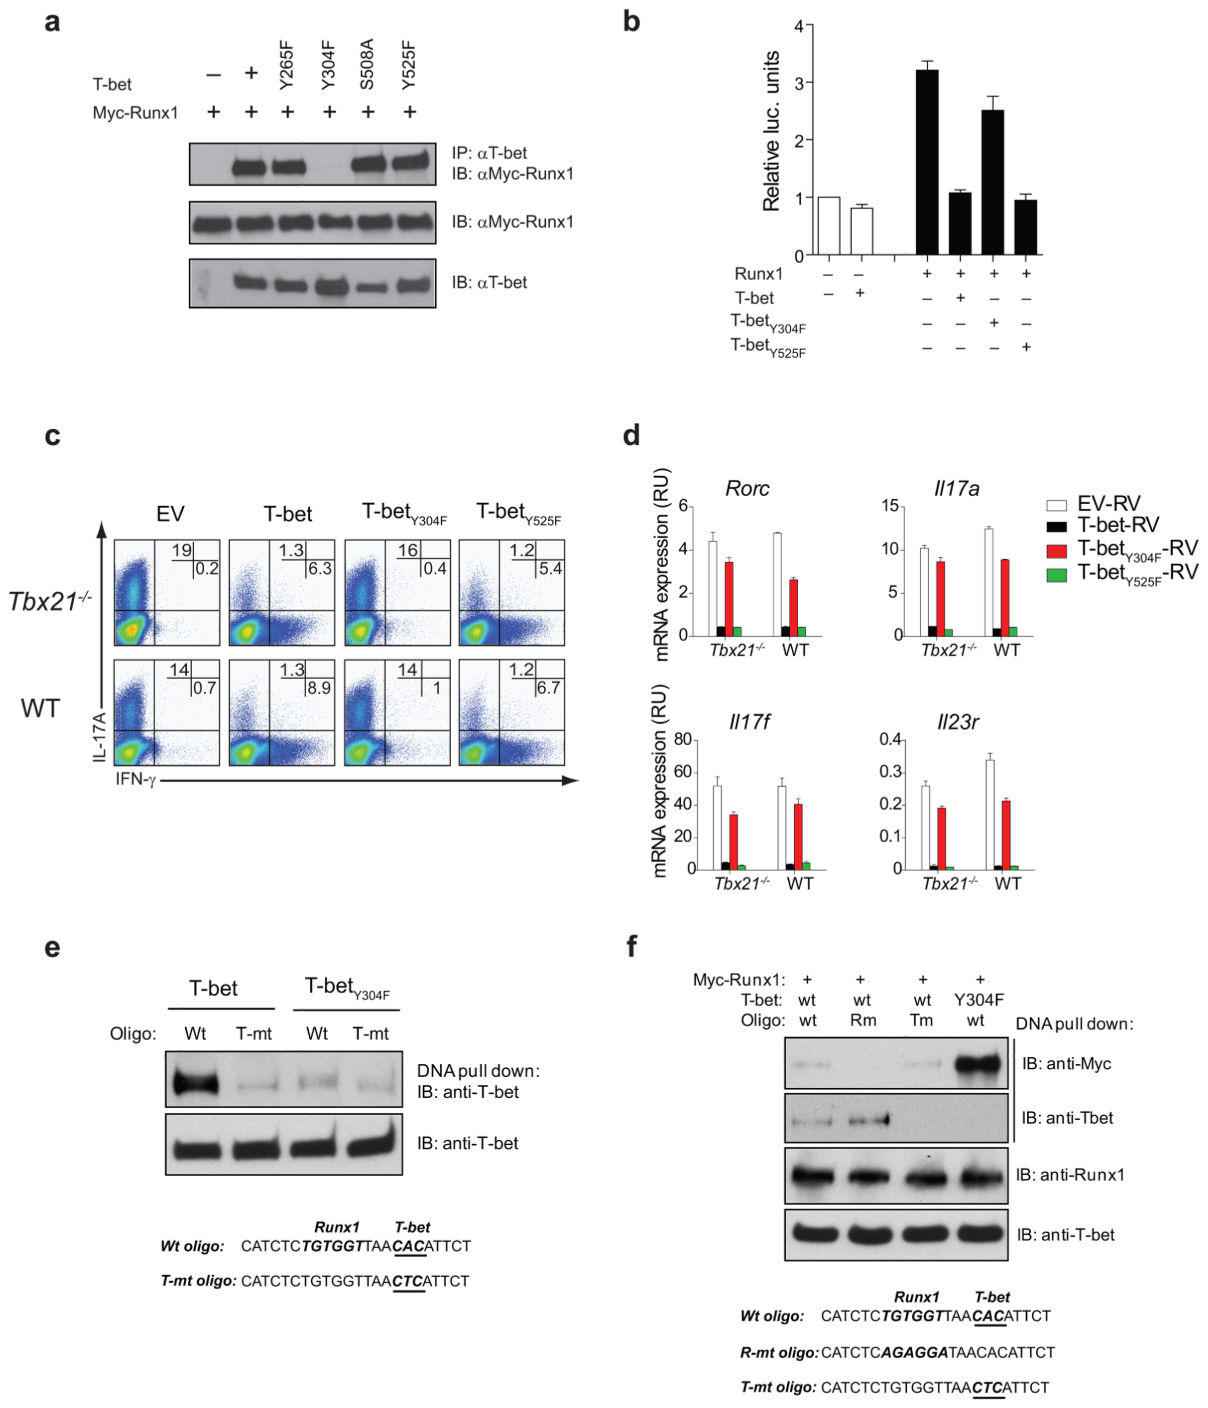 a
T-bet – + Y265F Y304F S508A Y525F
Myc-Runx1 + + + + + +
IP: αT-bet
IB: αMyc-Runx1
IB: αMyc-Runx1
IB: αT-bet
b
Relative luc. units
4
3
2
1
0
Runx1 – – + + + +
T-bet – + – + – –
T-betY304F – – + –
T-betY525F – – – +
c
EV T-bet T-betY304F T-betY525F
Tbx21-/-
19 0.2
1.3 6.3
16 0.4
1.2 5.4
WT
14 0.7
1.3 8.9
14 1
1.2 6.7
IL-17A
IFN-γ
d
Rorc
mRNA expression (RU)
6
4
2
0
Tbx21-/- WT
Il17a
15
10
5
0
Tbx21-/- WT
EV-RV
T-bet-RV
T-betY304F-RV
T-betY525F-RV
Il17f
mRNA expression (RU)
80
60
40
20
0
Tbx21-/- WT
Il23r
0.4
0.3
0.2
0.1
0
Tbx21-/- WT
e
T-bet T-betY304F
Oligo: Wt T-mt Wt T-mt
DNA pull down:
IB: anti-T-bet
IB: anti-T-bet
Runx1 T-bet
Wt oligo: CATCTCTGTGGTTAACACATTCT
T-mt oligo: CATCTCTGTGGTTAACTCATTCT
f
Myc-Runx1: + + + +
T-bet: wt wt wt Y304F
Oligo: wt Rm Tm wt
DNA pull down:
IB: anti-Myc
IB: anti-Tbet
IB: anti-Runx1
IB: anti-T-bet
Runx1 T-bet
Wt oligo: CATCTCTGTGGTTAACACATTCT
R-mt oligo: CATCTCAGAGGATAACACATTCT
T-mt oligo: CATCTCTGTGGTTAACTCATTCT